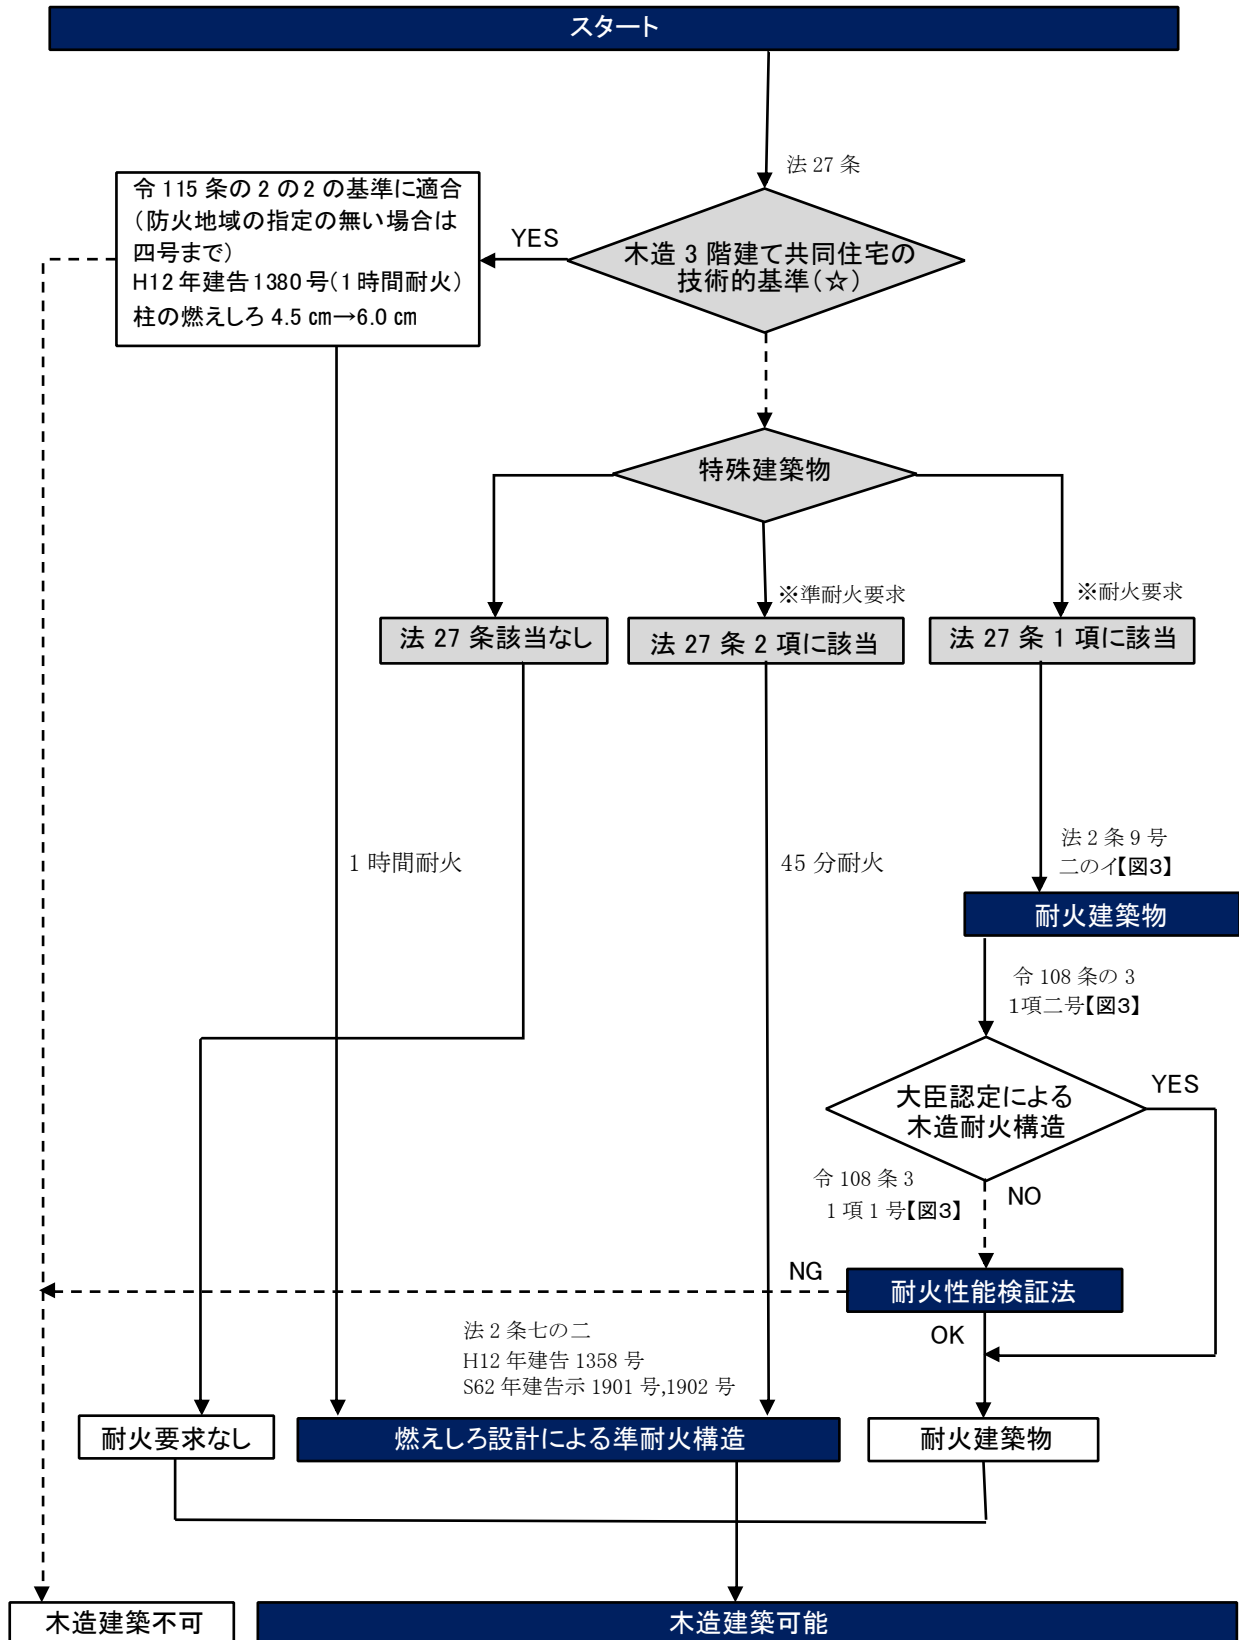 スタート
法 27 条
令 115 条の 2 の 2 の基準に適合
（防火地域の指定の無い場合は
四号まで）
H12 年建告 1380 号(１時間耐火)
柱の燃えしろ 4.5 ㎝→6.0 ㎝
YES
木造 3 階建て共同住宅の
技術的基準（☆）
特殊建築物
※準耐火要求
※耐火要求
法 27 条該当なし
法 27 条 2 項に該当
法 27 条 1 項に該当
1 時間耐火
45 分耐火
法 2 条 9 号
二のイ【図3】
耐火建築物
令 108 条の 3
1項二号【図3】
大臣認定による
木造耐火構造
YES
令 108 条 3
1 項 1 号【図3】
NO
NG
耐火性能検証法
OK
法 2 条七の二
H12 年建告 1358 号
S62 年建告示 1901 号,1902 号
耐火要求なし
燃えしろ設計による準耐火構造
耐火建築物
木造建築不可
木造建築可能